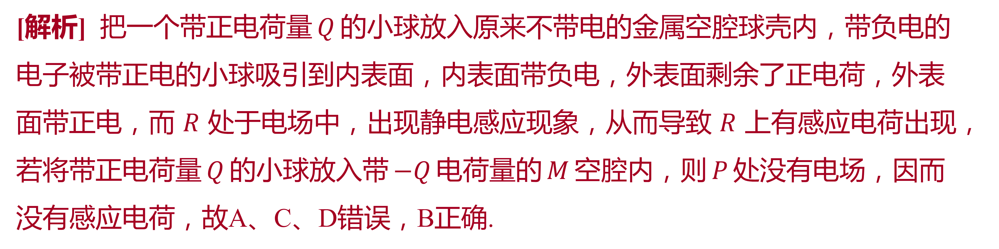 [解析] 把一个带正电荷量 Q 的小球放入原来不带电的金属空腔球壳内，带负电的
电子被带正电的小球吸引到内表面，内表面带负电，外表面剩余了正电荷，外表
面带正电，而 R 处于电场中，出现静电感应现象，从而导致 R 上有感应电荷出现，
若将带正电荷量 Q 的小球放入带 −Q 电荷量的 M 空腔内，则 P 处没有电场，因而
没有感应电荷，故A、C、D错误，B正确.